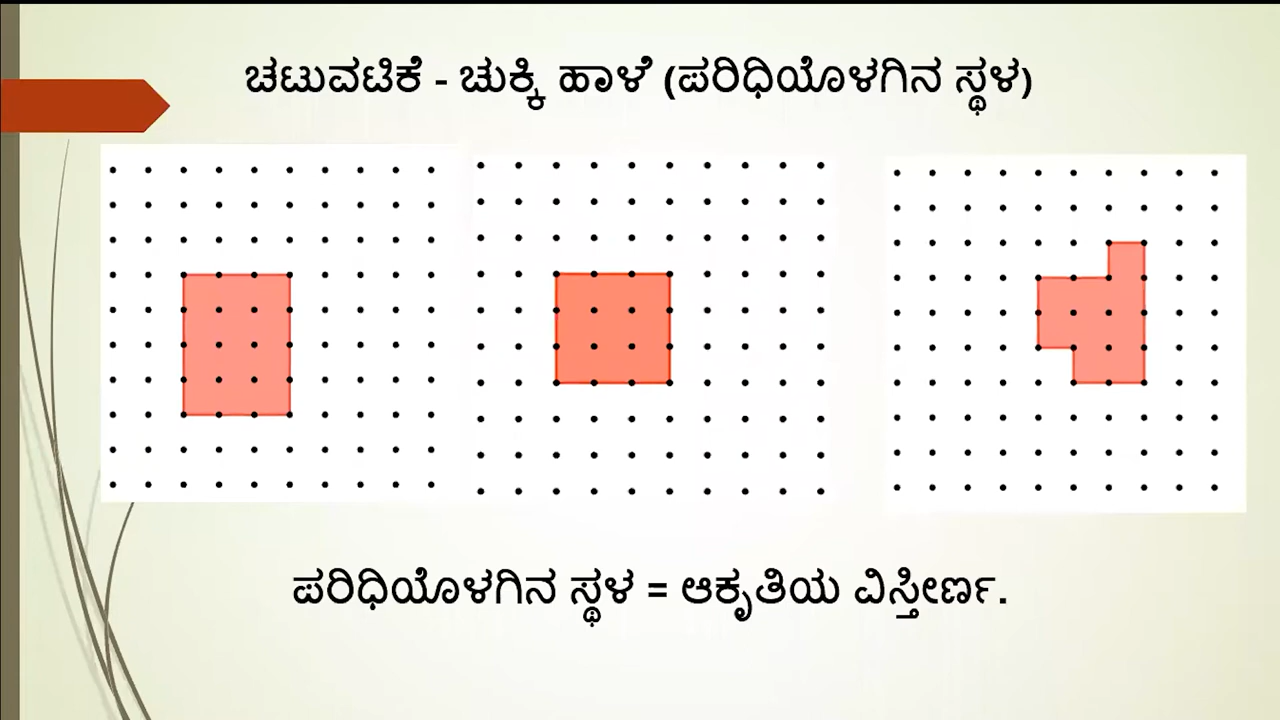 ಚಟುವಟಿಕೆ - ಚುಕ್ಕಿ ಹಾಳೆ (ಪರಿಧಿಯೊಳಗಿನ ಸ್ಥಳ)
ಪರಿಧಿಯೊಳಗಿನ ಸ್ಥಳ = ಆಕೃತಿಯ ವಿಸ್ತೀರ್ಣ.